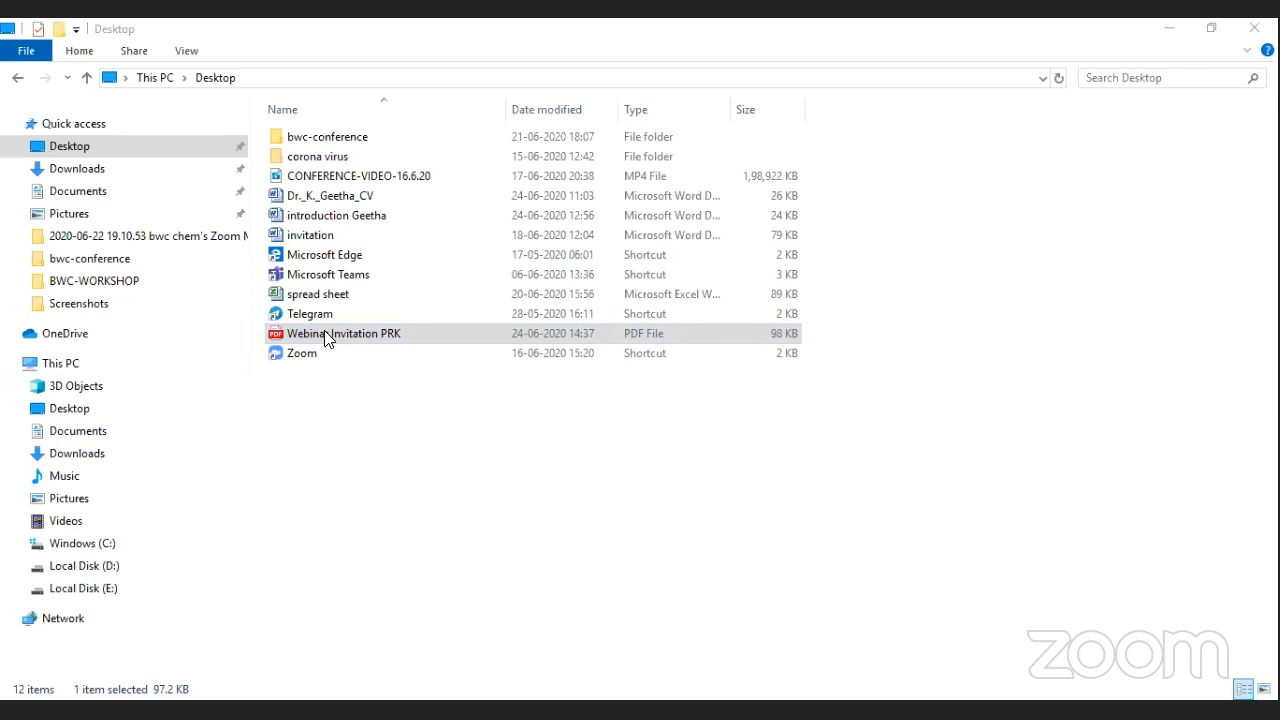 Desktop
File Home Share View
This PC Desktop Search Desktop
Name Date modified Type Size
Quick access
Desktop
Downloads
Documents
Pictures
2020-06-22 19.10.53 bwc chem's Zoom M
bwc-conference
BWC-WORKSHOP
Screenshots
OneDrive
This PC
3D Objects
Desktop
Documents
Downloads
Music
Pictures
Videos
Windows (C:)
Local Disk (D:)
Local Disk (E:)
Network
bwc-conference 21-06-2020 18:07 File folder
corona virus 15-06-2020 12:42 File folder
CONFERENCE-VIDEO-16.6.20 17-06-2020 20:38 MP4 File 1,98,922 KB
Dr._K._Geetha_CV 24-06-2020 11:03 Microsoft Word D... 26 KB
introduction Geetha 24-06-2020 12:56 Microsoft Word D... 24 KB
invitation 18-06-2020 12:04 Microsoft Word D... 79 KB
Microsoft Edge 17-05-2020 06:01 Shortcut 2 KB
Microsoft Teams 06-06-2020 13:36 Shortcut 3 KB
spread sheet 20-06-2020 15:56 Microsoft Excel W... 89 KB
Telegram 28-05-2020 16:11 Shortcut 2 KB
Webinar Invitation PRK 24-06-2020 14:37 PDF File 98 KB
Zoom 16-06-2020 15:20 Shortcut 2 KB
zoom
12 items 1 item selected 97.2 KB